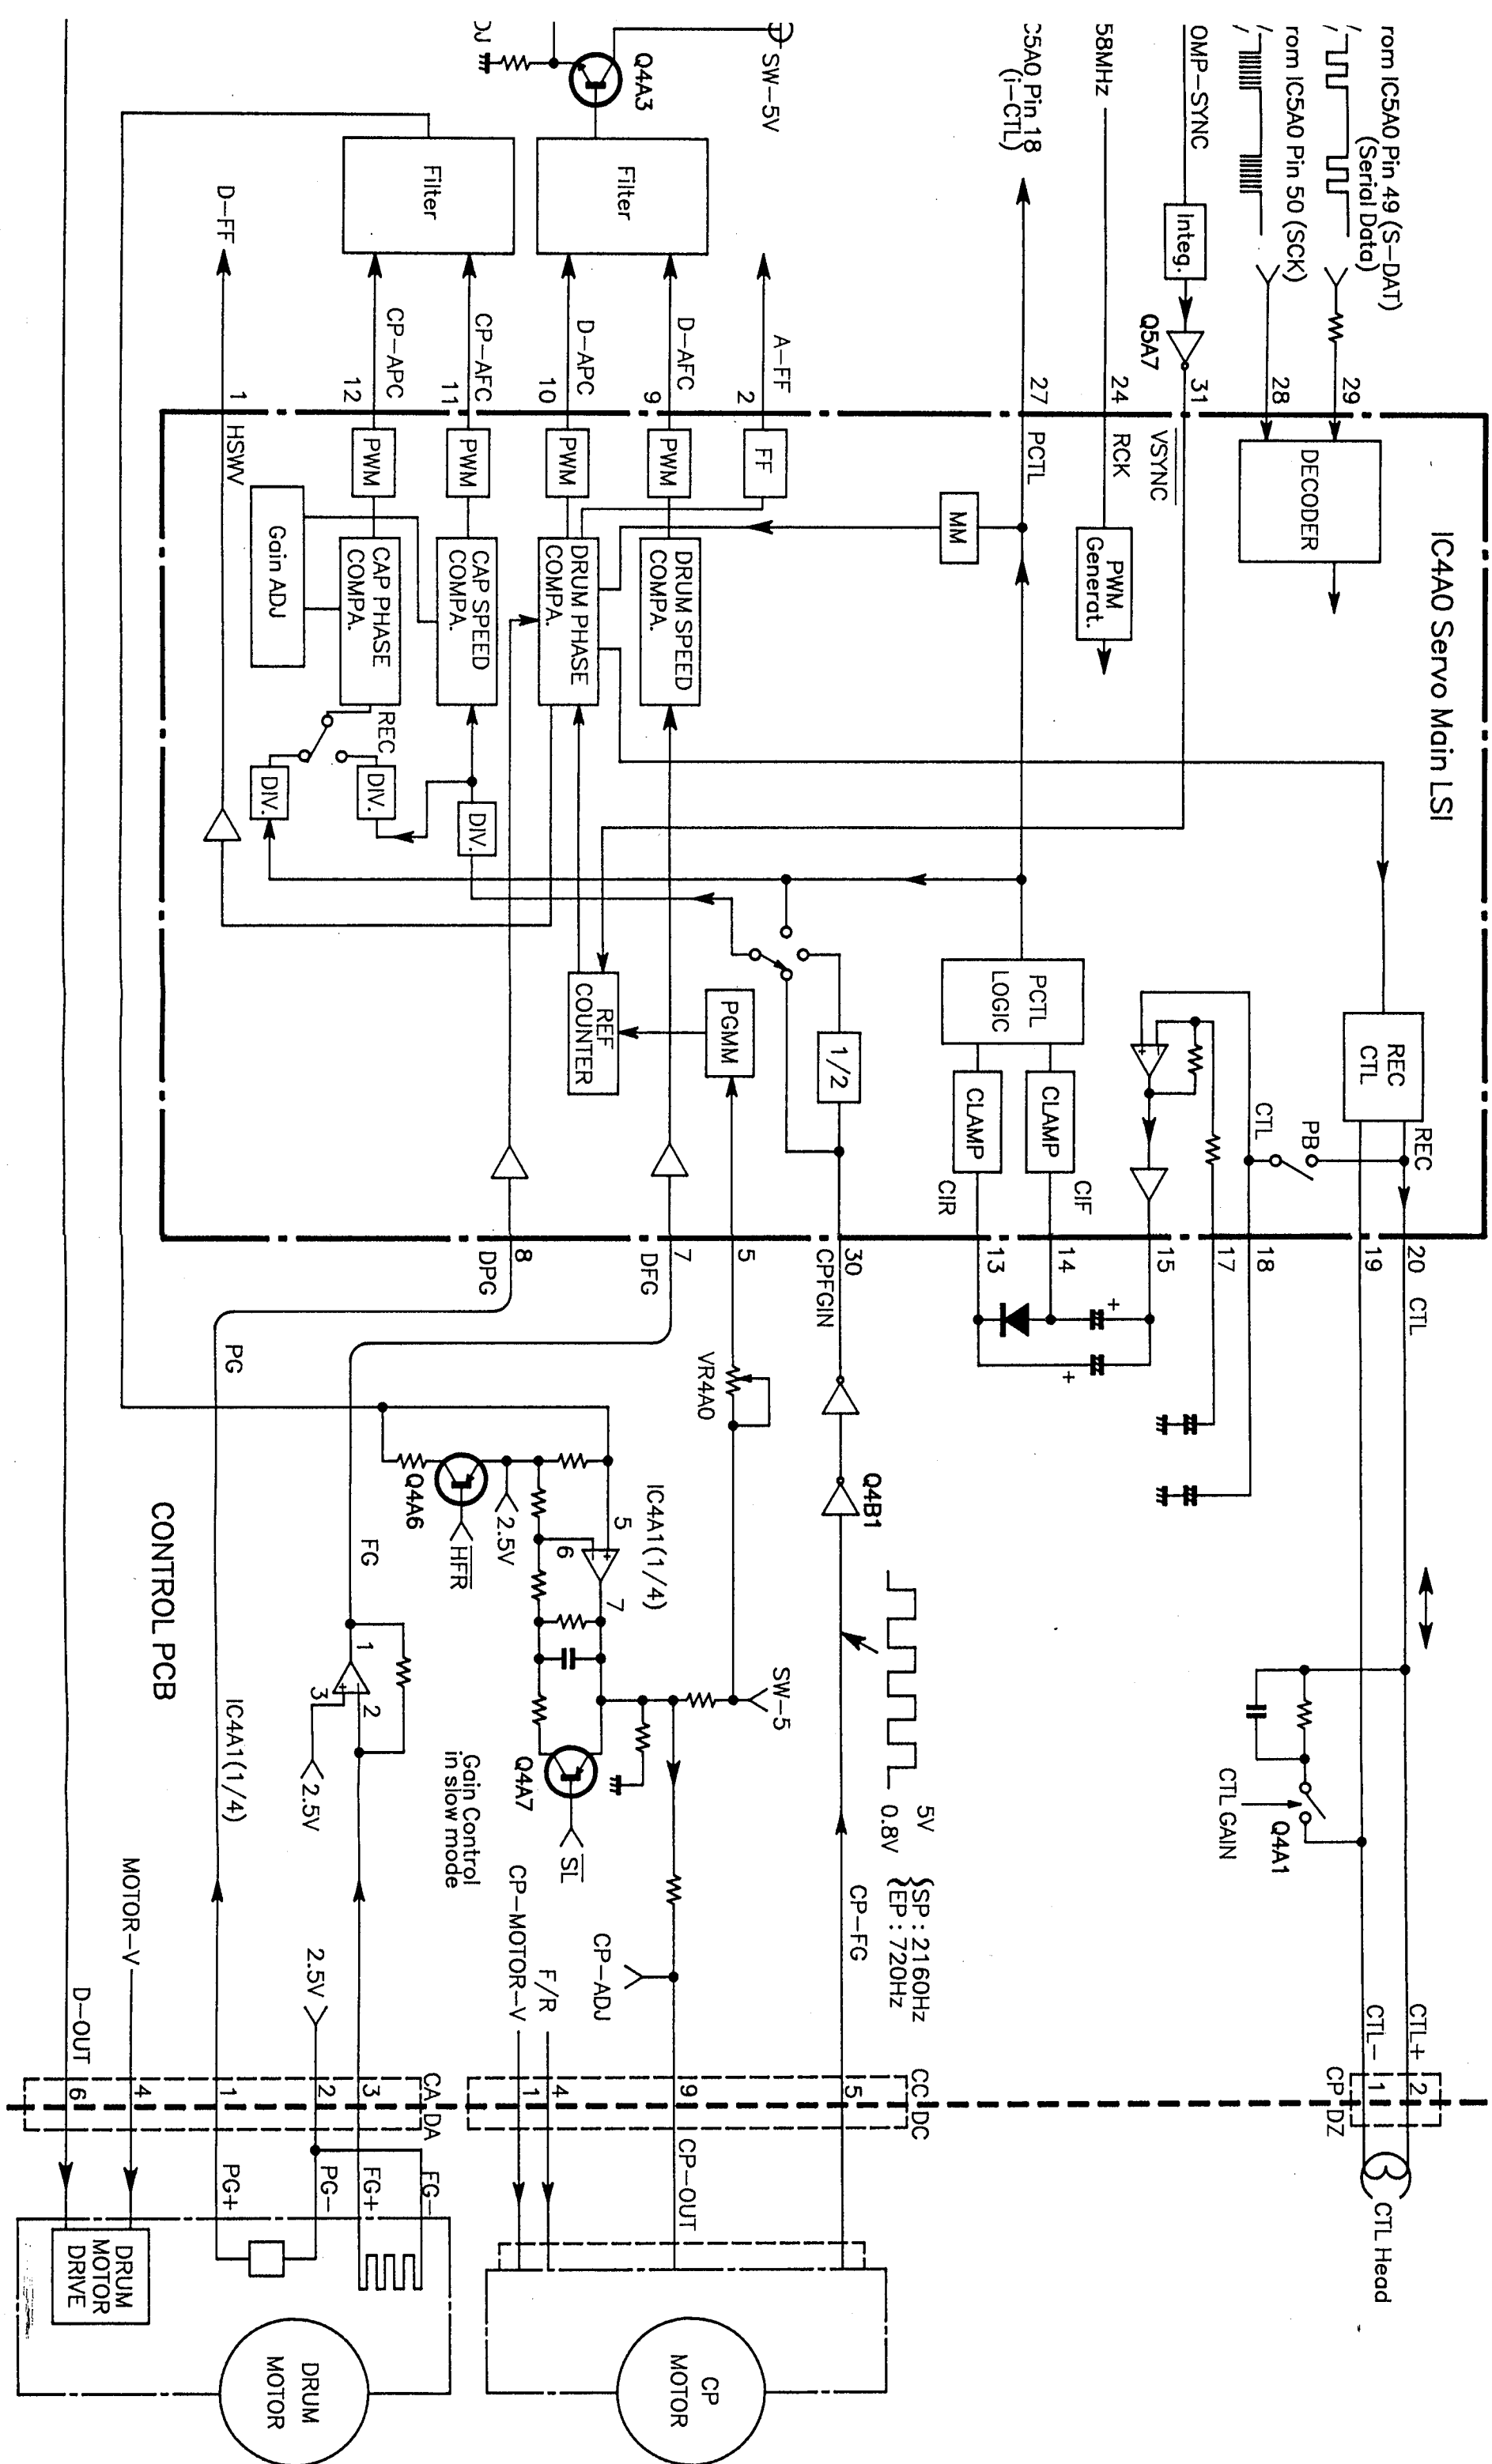 IC4A0 Servo Main LSI
rom IC5A0 Pin 49 (S-DAT)
(Serial Data)
rom IC5A0 Pin 50 (SCK)
29
28
DECODER
OMP-SYNC
Integ.
Q5A7
31
VSYNC
58MHz
24
RCK
PWM
Generat.
C5A0 Pin 18
(i-CTL)
27
PCTL
MM
A-FF
2
FF
SW-5V
Q4A3
DJ
Filter
D-AFC
9
PWM
DRUM SPEED
COMPA.
D-APC
10
PWM
DRUM PHASE
COMPA.
Filter
CP-AFC
11
PWM
CAP SPEED
COMPA.
CP-APC
12
PWM
CAP PHASE
COMPA.
Gain ADJ
D-FF
1
HSWV
REC
DIV.
DIV.
DIV.
REC
CTL
REC
PB
CTL
20
CTL
19
18
17
15
PCTL
LOGIC
CLAMP
CLAMP
CIF
CIR
14
13
+
+
1/2
30
CPFGIN
PGMM
5
REF
COUNTER
7
DFG
8
DPG
VR4A0
Q4B1
5V
0.8V
SP : 2160Hz
EP : 720Hz
CP-FG
SW-5
IC4A1(1/4)
5
6
7
2.5V
Q4A6
HFR
Q4A7
SL
Gain Control
in slow mode
CP-ADJ
F/R
CP-MOTOR-V
PG
FG
1
2
3
2.5V
IC4A1(1/4)
CONTROL PCB
2.5V
MOTOR-V
D-OUT
CTL GAIN
Q4A1
CTL+
CTL-
2
1
CP DZ
CTL Head
CC DC
5
9
4
1
CP-OUT
CP
MOTOR
CA DA
3
2
1
4
6
FG-
FG+
PG-
PG+
DRUM
MOTOR
DRIVE
DRUM
MOTOR